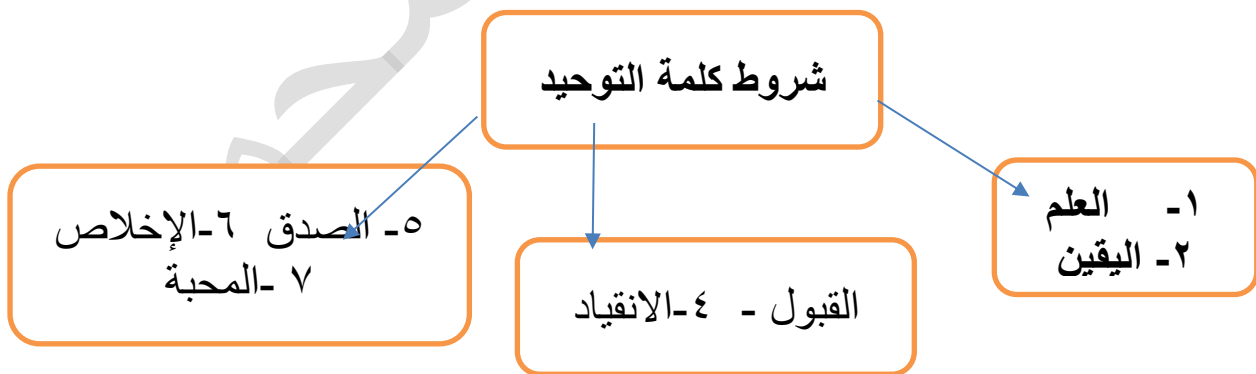 شروط كلمة التوحيد
١- العلم
٢- اليقين
القبول - ٤-الانقياد
٥- الصدق ٦-الإخلاص
٧ -المحبة